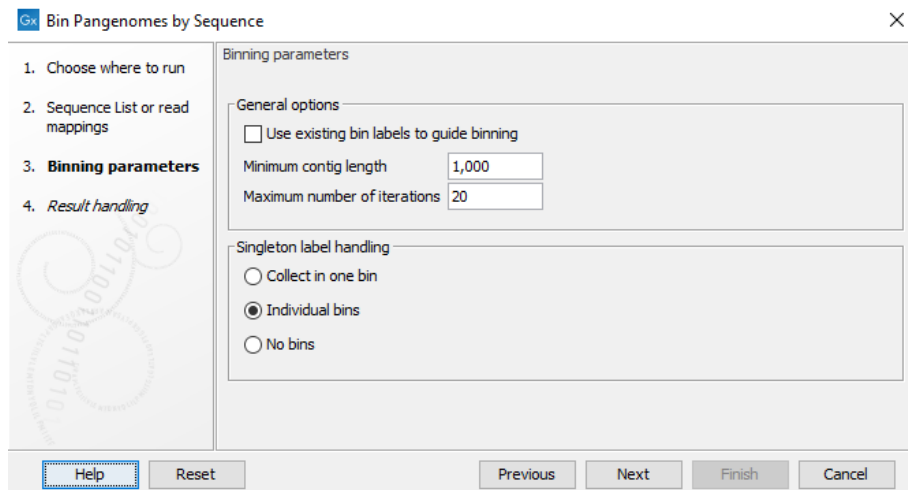 Gx Bin Pangenomes by Sequence
1. Choose where to run
2. Sequence List or read
mappings
3. Binning parameters
4. Result handling
Binning parameters
General options
Use existing bin labels to guide binning
Minimum contig length 1,000
Maximum number of iterations 20
Singleton label handling
Collect in one bin
Individual bins
No bins
Help Reset Previous Next Finish Cancel